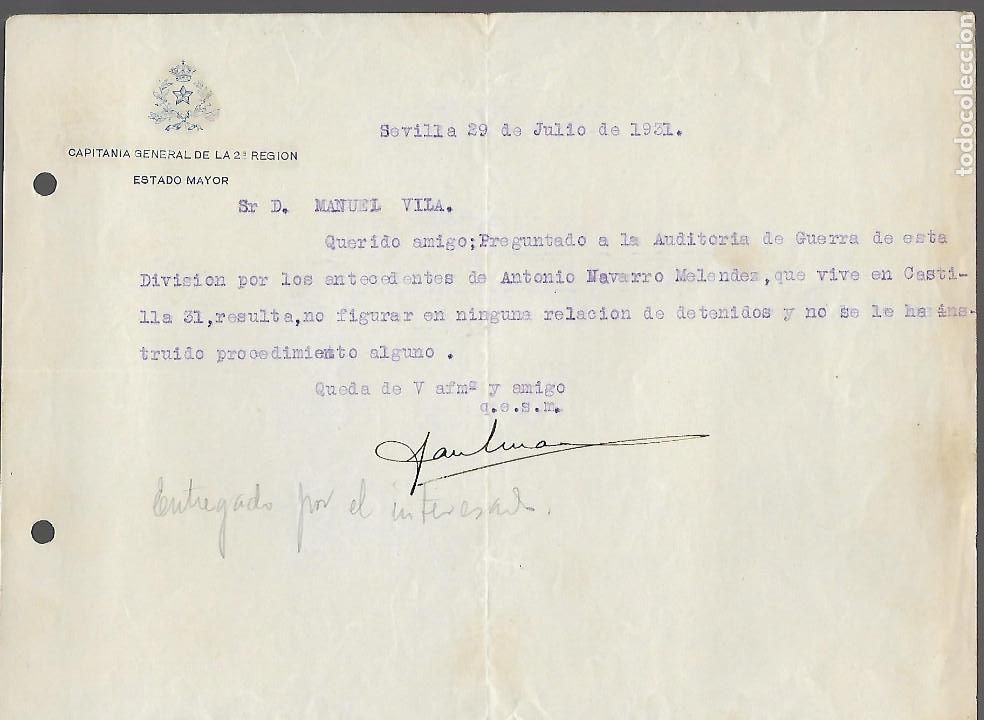 Sevilla 29 de Julio de 1931.
CAPITANIA GENERAL DE LA 2ª REGION
ESTADO MAYOR
Sr D. MANUEL VILA.
Querido amigo;Preguntado a la Auditoria de Guerra de esta
Division por los antecedentes de Antonio Navarro Melendez,que vive en Casti-
lla 31,resulta,no figurar en ninguna relacion de detenidos y no se le ha ins-
truido procedimiento alguno .
Queda de V afmº y amigo
q.e.s.m.
Entregado por el interesado.
todocoleccion